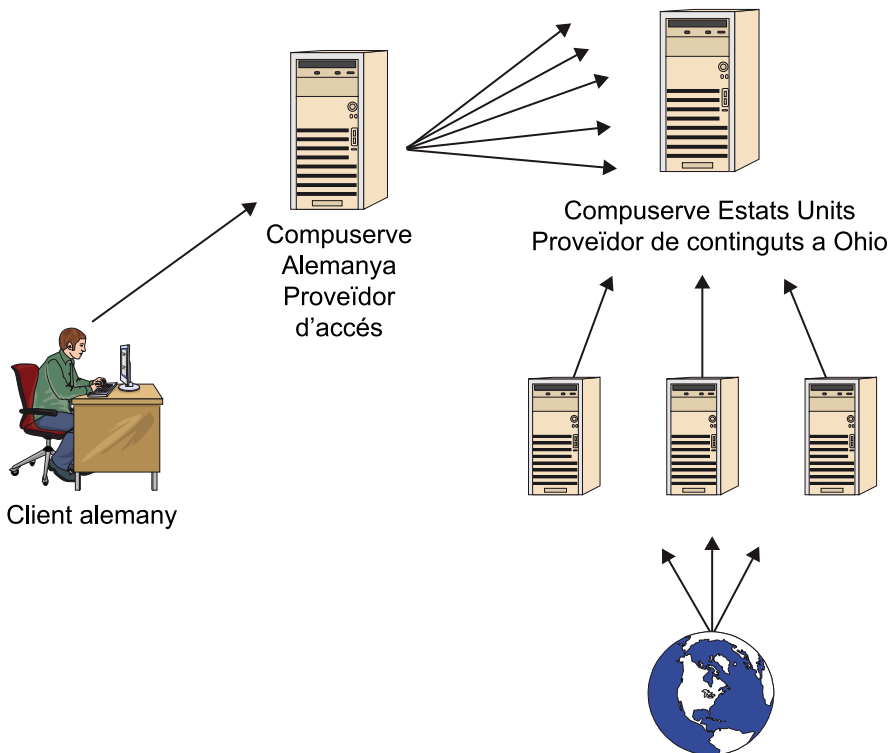 Compuserve Estats Units
Proveïdor de continguts a Ohio
Compuserve
Alemanya
Proveïdor
d’accés
Client alemany